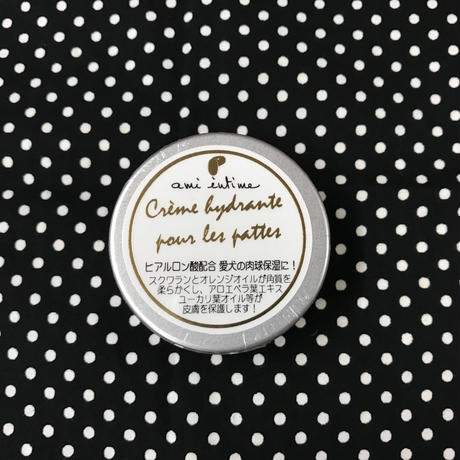 ami intime
Crème hydrante
pour les pattes
ヒアルロン酸配合 愛犬の肉球保湿に！
スクワランとオレンジオイルが角質を
柔らかくし、アロエベラ葉エキス
ユーカリ葉オイル等が
皮膚を保護します！